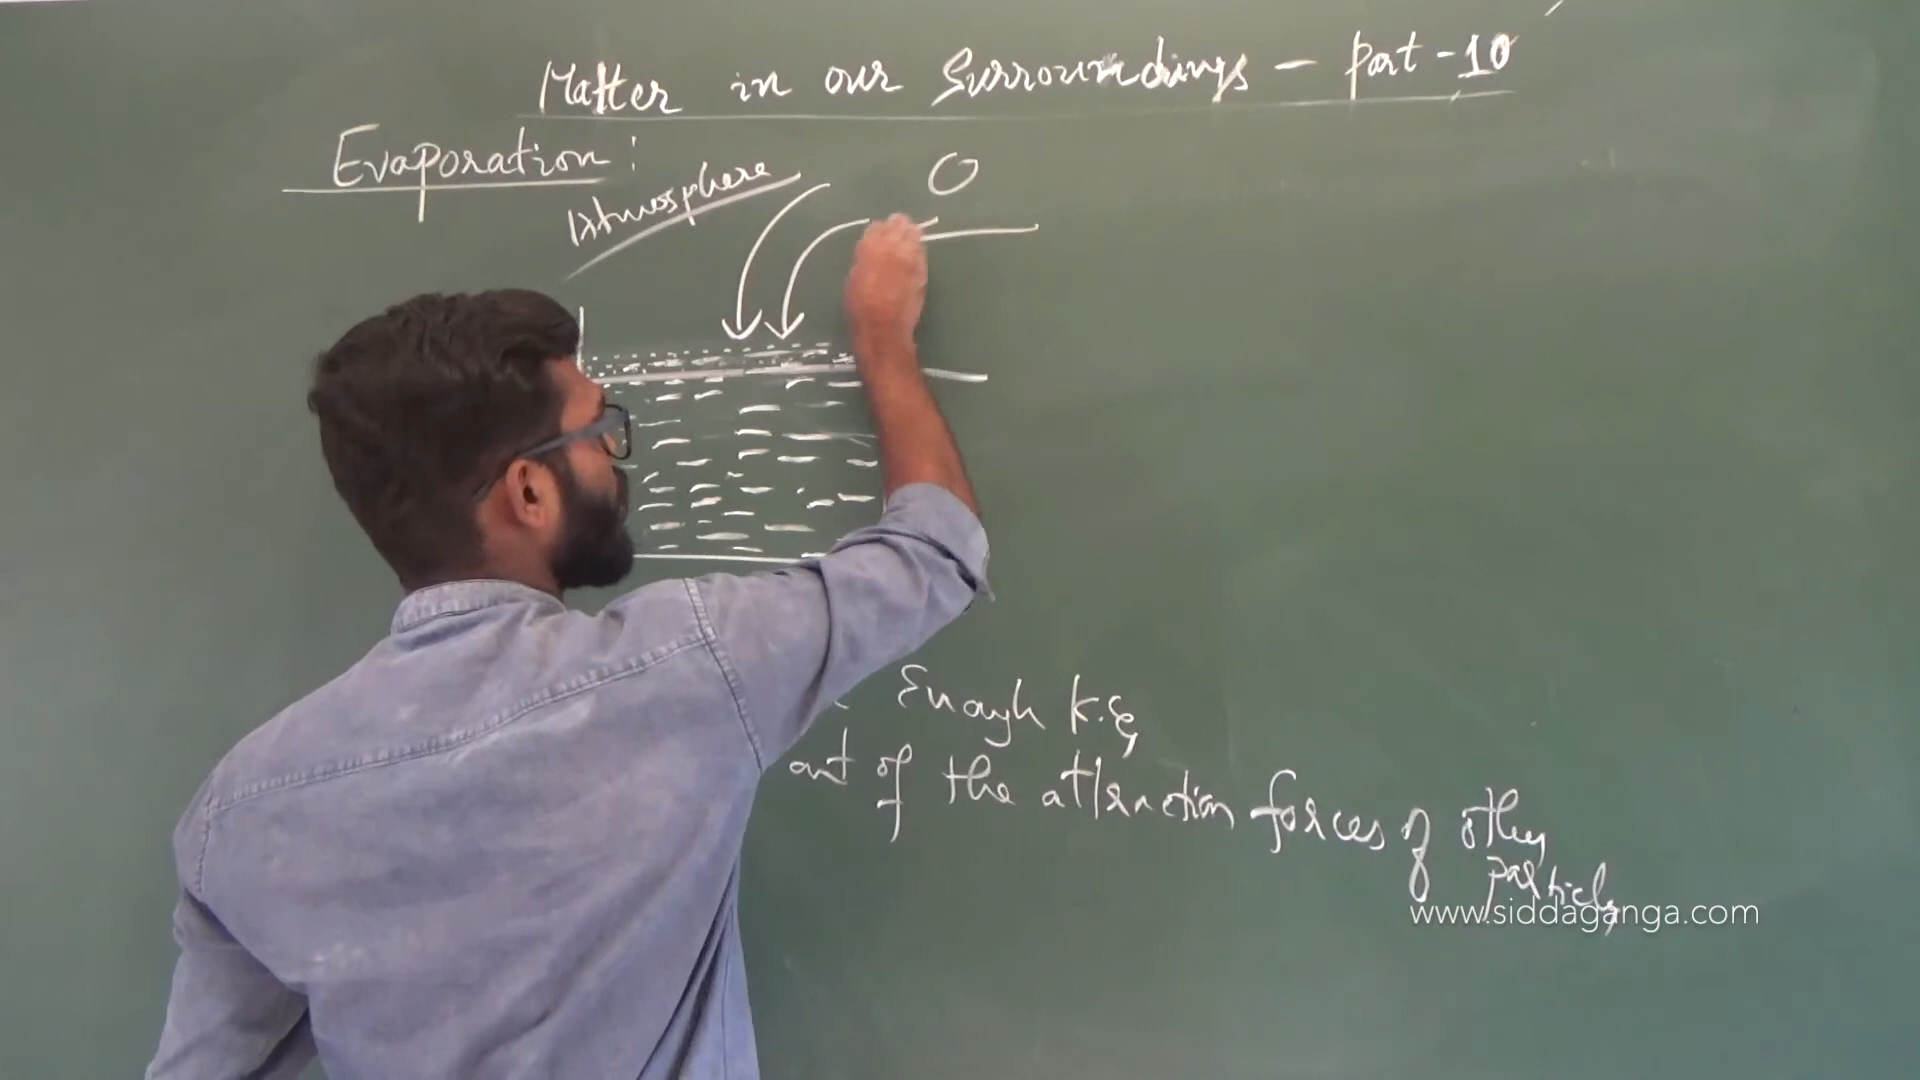 Matter in our Surroundings - Part - 10
Evaporation:
Atmosphere
Enough K.E,
out of the attraction forces of other
particles
www.siddaganga.com